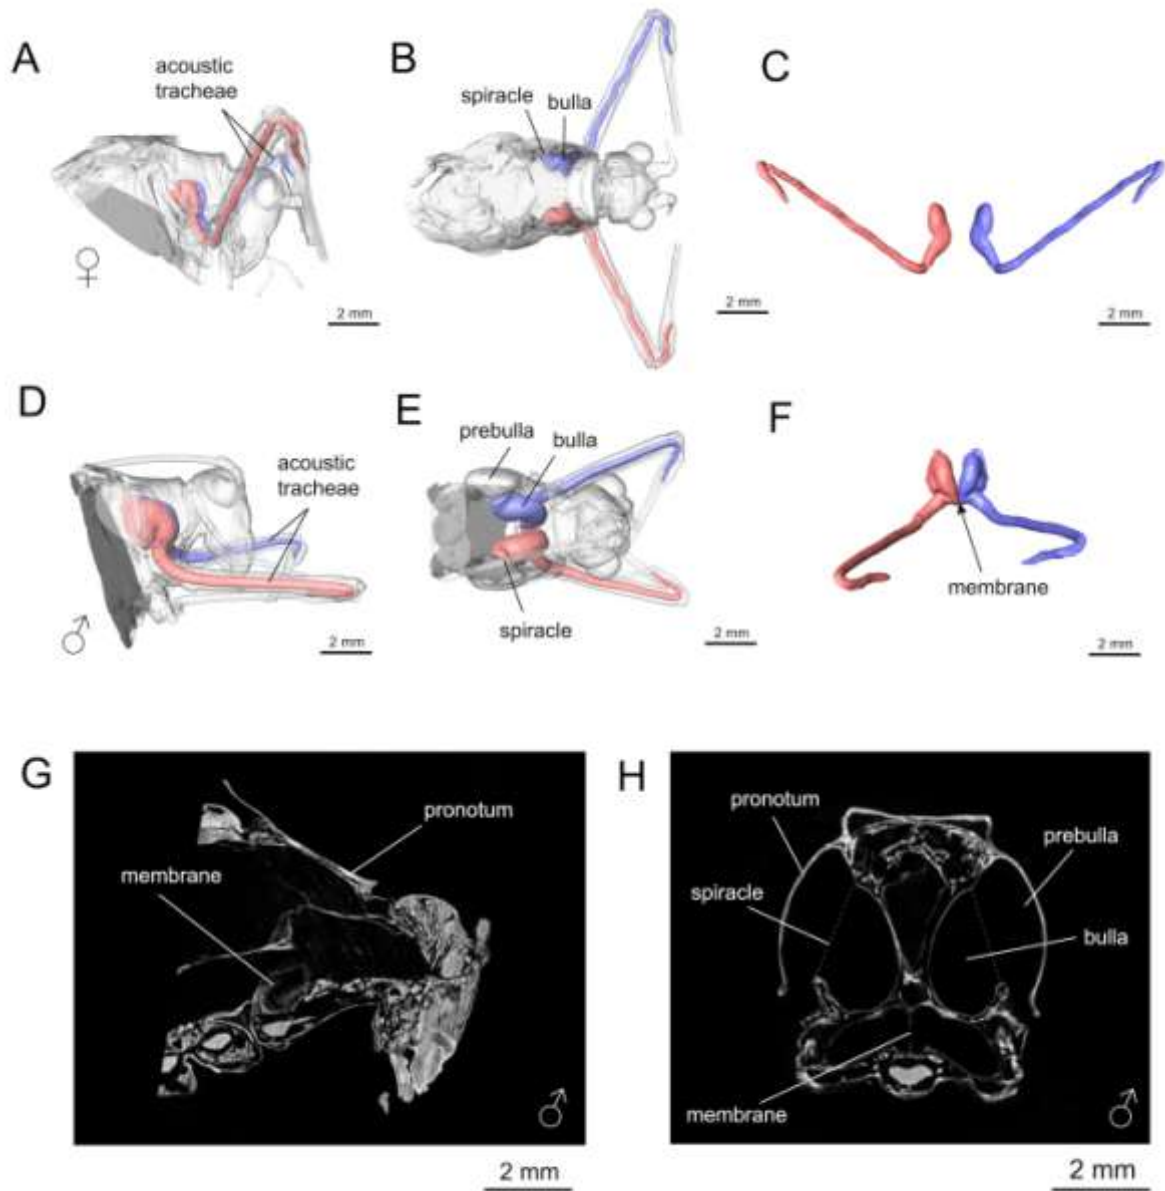 A
acoustic
tracheae
♀
2 mm
B
spiracle
bulla
2 mm
C
2 mm
D
acoustic
tracheae
♂
2 mm
E
prebulla
bulla
spiracle
2 mm
F
membrane
2 mm
G
pronotum
membrane
♂
2 mm
H
pronotum
prebulla
spiracle
bulla
membrane
♂
2 mm